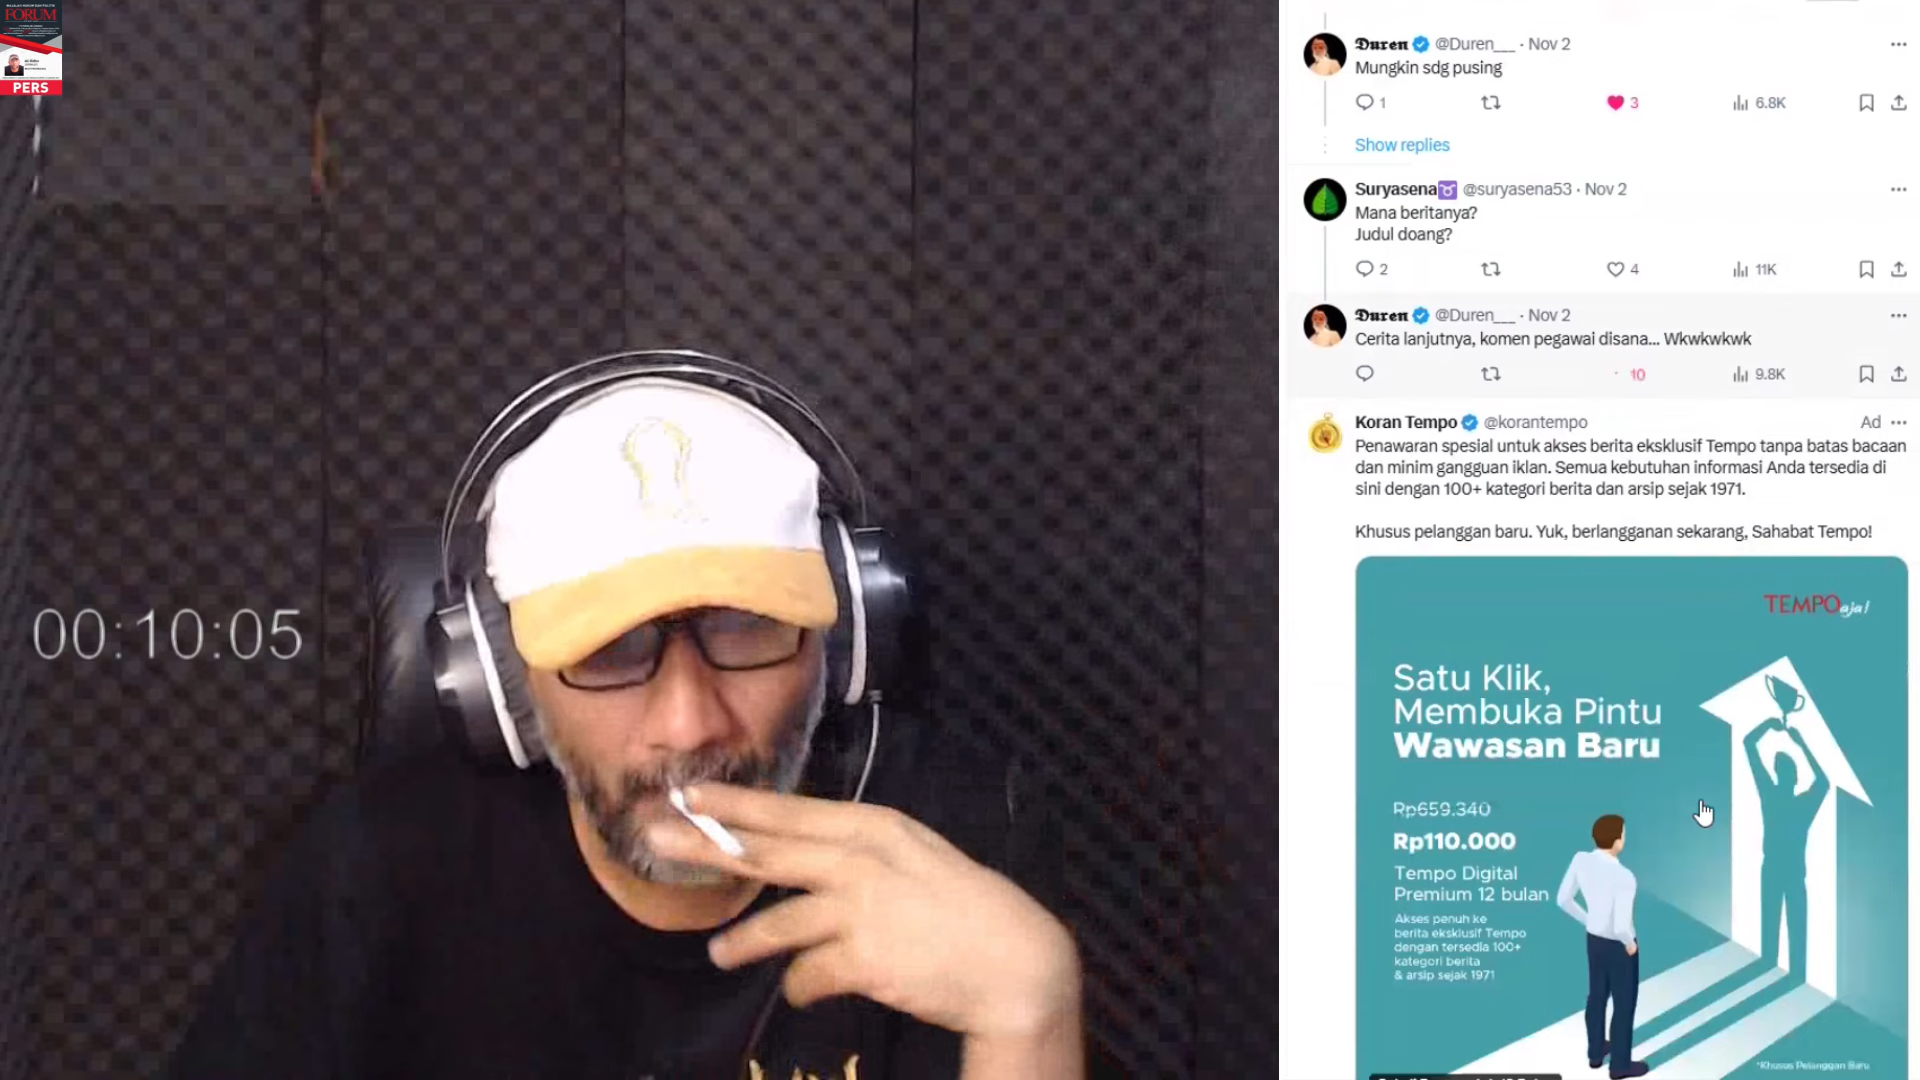 FORUM
PERS
00:10:05
Duren @Duren___ · Nov 2
Mungkin sdg pusing
1 3 6.8K
Show replies
Suryasena♉ @suryasena53 · Nov 2
Mana beritanya?
Judul doang?
2 4 11K
Duren @Duren___ · Nov 2
Cerita lanjutnya, komen pegawai disana... Wkwkwkwk
10 9.8K
Koran Tempo @korantempo Ad
Penawaran spesial untuk akses berita eksklusif Tempo tanpa batas bacaan
dan minim gangguan iklan. Semua kebutuhan informasi Anda tersedia di
sini dengan 100+ kategori berita dan arsip sejak 1971.
Khusus pelanggan baru. Yuk, berlangganan sekarang, Sahabat Tempo!
TEMPO aja!
Satu Klik,
Membuka Pintu
Wawasan Baru
Rp659.340
Rp110.000
Tempo Digital
Premium 12 bulan
Akses penuh ke
berita eksklusif Tempo
dengan tersedia 100+
kategori berita
& arsip sejak 1971
*Khusus Pelanggan Baru